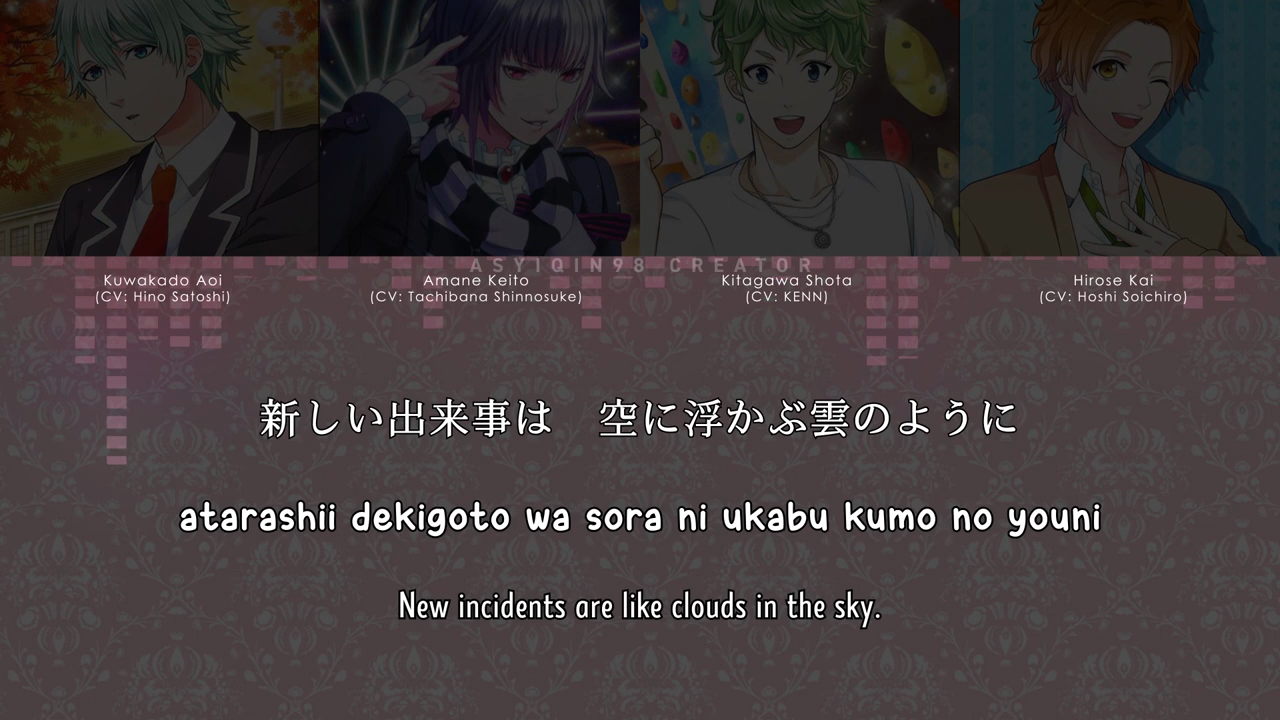 ASYIQIN98 CREATOR
Kuwakado Aoi
(CV: Hino Satoshi)
Amane Keito
(CV: Tachibana Shinnosuke)
Kitagawa Shota
(CV: KENN)
Hirose Kai
(CV: Hoshi Soichiro)
新しい出来事は　空に浮かぶ雲のように
atarashii dekigoto wa sora ni ukabu kumo no youni
New incidents are like clouds in the sky.